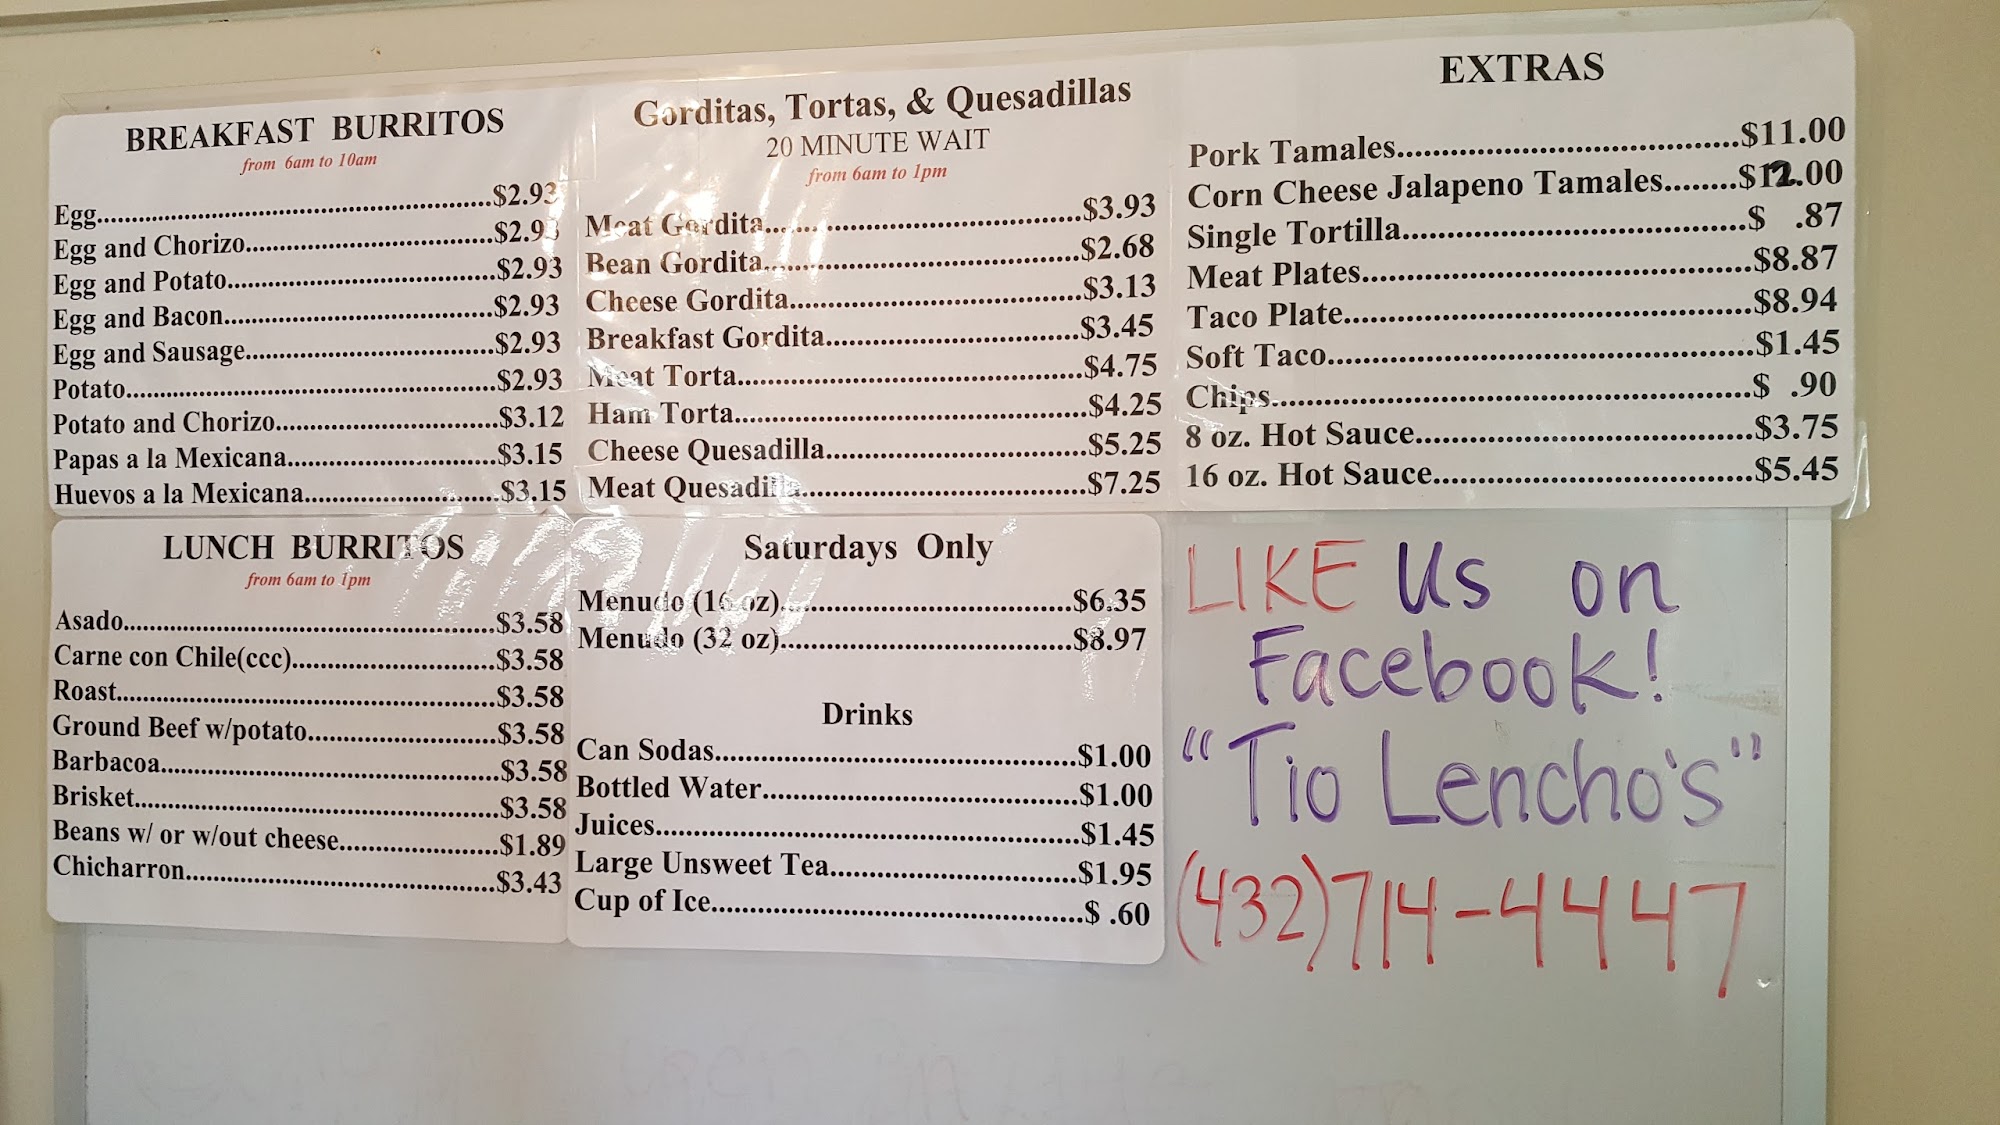 BREAKFAST BURRITOS
from 6am to 10am
Egg.....$2.93
Egg and Chorizo.....$2.93
Egg and Potato.....$2.93
Egg and Bacon.....$2.93
Egg and Sausage.....$2.93
Potato.....$2.93
Potato and Chorizo.....$3.12
Papas a la Mexicana.....$3.15
Huevos a la Mexicana.....$3.15
LUNCH BURRITOS
from 6am to 1pm
Asado.....$3.58
Carne con Chile(ccc).....$3.58
Roast.....$3.58
Ground Beef w/potato.....$3.58
Barbacoa.....$3.58
Brisket.....$3.58
Beans w/ or w/out cheese.....$1.89
Chicharron.....$3.43
Gorditas, Tortas, & Quesadillas
20 MINUTE WAIT
from 6am to 1pm
Meat Gordita.....$3.93
Bean Gordita.....$2.68
Cheese Gordita.....$3.13
Breakfast Gordita.....$3.45
Meat Torta.....$4.75
Ham Torta.....$4.25
Cheese Quesadilla.....$5.25
Meat Quesadilla.....$7.25
Saturdays Only
Menudo (16 oz).....$6.35
Menudo (32 oz).....$8.97
Drinks
Can Sodas.....$1.00
Bottled Water.....$1.00
Juices.....$1.45
Large Unsweet Tea.....$1.95
Cup of Ice.....$ .60
EXTRAS
Pork Tamales.....$11.00
Corn Cheese Jalapeno Tamales.....$12.00
Single Tortilla.....$ .87
Meat Plates.....$8.87
Taco Plate.....$8.94
Soft Taco.....$1.45
Chips.....$ .90
8 oz. Hot Sauce.....$3.75
16 oz. Hot Sauce.....$5.45
LIKE Us on
Facebook!
"Tio Lencho's"
(432)714-4447